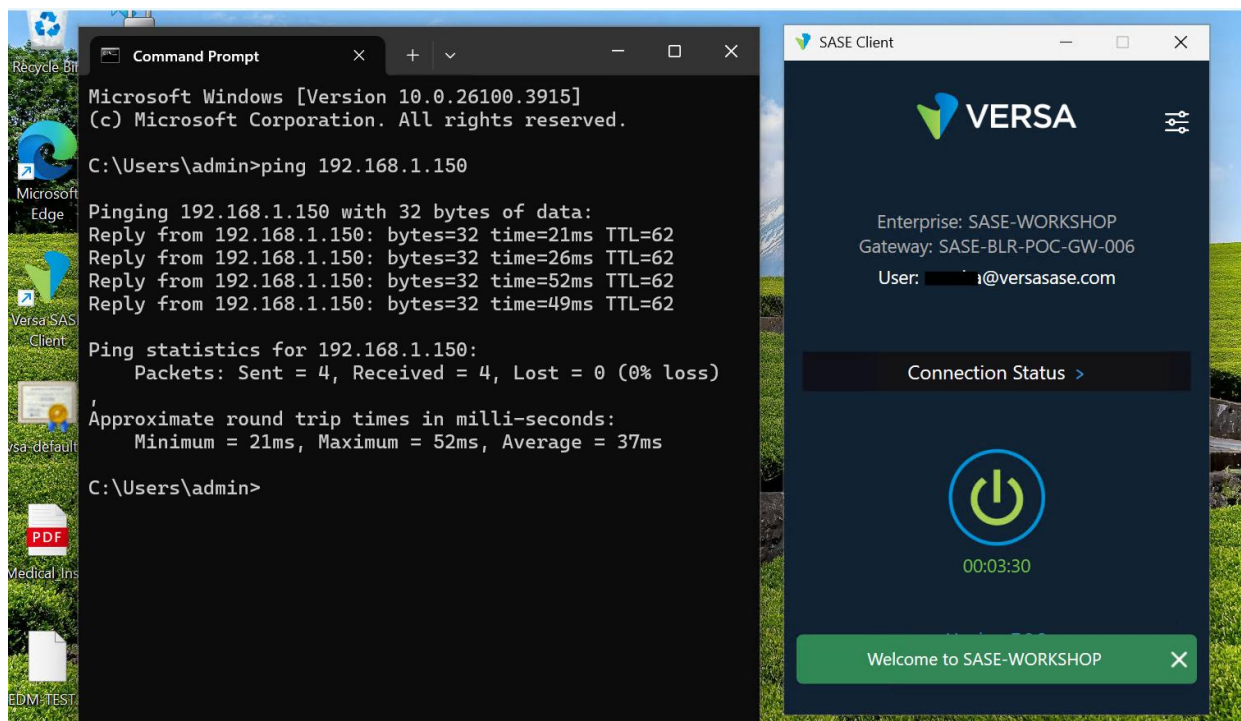 Recycle Bin
Microsoft
Edge
Versa SASE
Client
vsa-default
PDF
Medical_Ins
EDM-TEST
Command Prompt
Microsoft Windows [Version 10.0.26100.3915]
(c) Microsoft Corporation. All rights reserved.
C:\Users\admin>ping 192.168.1.150
Pinging 192.168.1.150 with 32 bytes of data:
Reply from 192.168.1.150: bytes=32 time=21ms TTL=62
Reply from 192.168.1.150: bytes=32 time=26ms TTL=62
Reply from 192.168.1.150: bytes=32 time=52ms TTL=62
Reply from 192.168.1.150: bytes=32 time=49ms TTL=62
Ping statistics for 192.168.1.150:
Packets: Sent = 4, Received = 4, Lost = 0 (0% loss)
,
Approximate round trip times in milli-seconds:
Minimum = 21ms, Maximum = 52ms, Average = 37ms
C:\Users\admin>
SASE Client
VERSA
Enterprise: SASE-WORKSHOP
Gateway: SASE-BLR-POC-GW-006
User: a@versasase.com
Connection Status >
00:03:30
Welcome to SASE-WORKSHOP